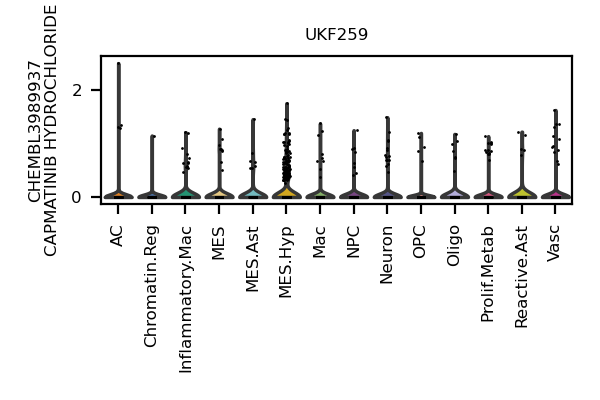 UKF259
CHEMBL3989937
CAPMATINIB HYDROCHLORIDE
2
0
AC
Chromatin.Reg
Inflammatory.Mac
MES
MES.Ast
MES.Hyp
Mac
NPC
Neuron
OPC
Oligo
Prolif.Metab
Reactive.Ast
Vasc